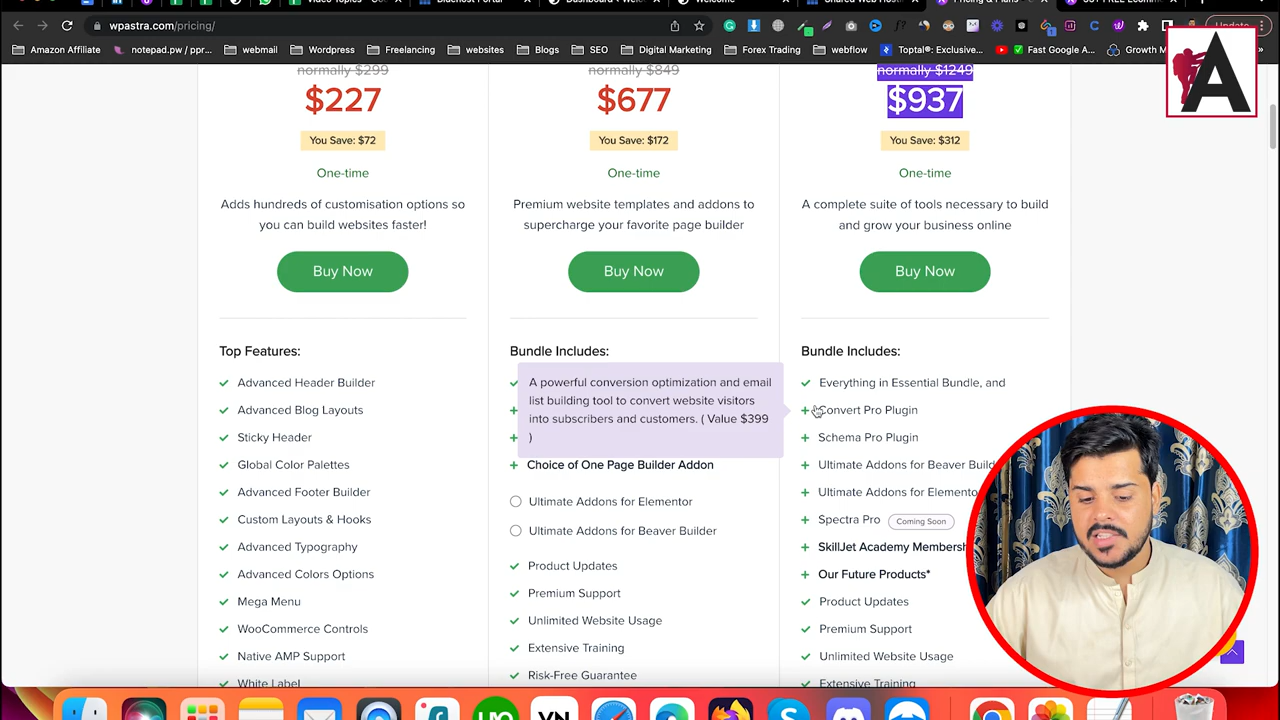 Update
wpastra.com/pricing/
Amazon Affiliate
notepad.pw / ppr...
webmail
Wordpress
Freelancing
websites
Blogs
SEO
Digital Marketing
Forex Trading
webflow
Toptal®: Exclusive...
Fast Google A...
Growth
A
normally $299
normally $849
normally $1249
$227
$677
$937
You Save: $72
You Save: $172
You Save: $312
One-time
One-time
One-time
Adds hundreds of customisation options so
you can build websites faster!
Premium website templates and addons to
supercharge your favorite page builder
A complete suite of tools necessary to build
and grow your business online
Buy Now
Buy Now
Buy Now
Top Features:
Advanced Header Builder
Advanced Blog Layouts
Sticky Header
Global Color Palettes
Advanced Footer Builder
Custom Layouts & Hooks
Advanced Typography
Advanced Colors Options
Mega Menu
WooCommerce Controls
Native AMP Support
White Label
Bundle Includes:
A powerful conversion optimization and email
list building tool to convert website visitors
into subscribers and customers. ( Value $399
)
Choice of One Page Builder Addon
Ultimate Addons for Elementor
Ultimate Addons for Beaver Builder
Product Updates
Premium Support
Unlimited Website Usage
Extensive Training
Risk-Free Guarantee
Bundle Includes:
Everything in Essential Bundle, and
Convert Pro Plugin
Schema Pro Plugin
Ultimate Addons for Beaver Build
Ultimate Addons for Elemento
Spectra Pro
Coming Soon
SkillJet Academy Membersh
Our Future Products*
Product Updates
Premium Support
Unlimited Website Usage
Extensive Training
VN